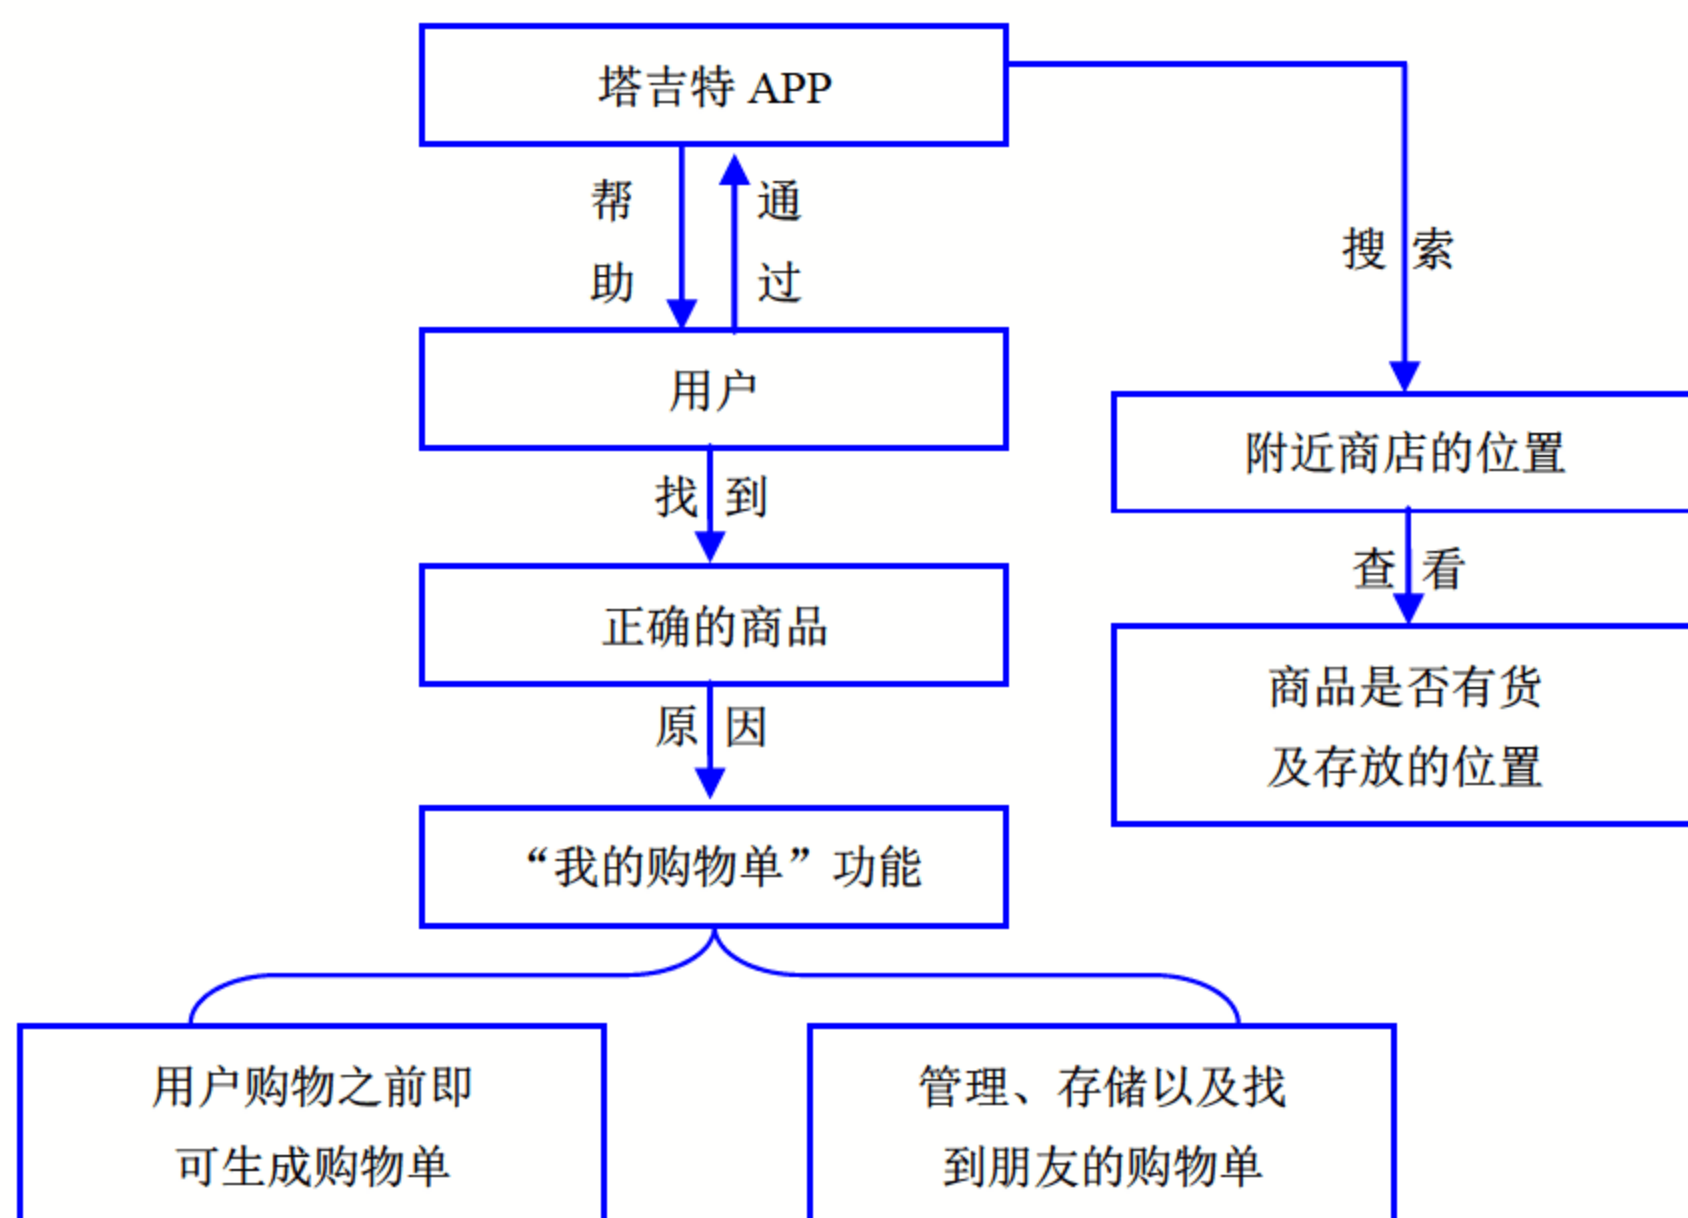 塔吉特 APP
帮助
通过
搜索
用户
找到
附近商店的位置
查看
正确的商品
原因
商品是否有货
及存放的位置
“我的购物单”功能
用户购物之前即
可生成购物单
管理、存储以及找
到朋友的购物单